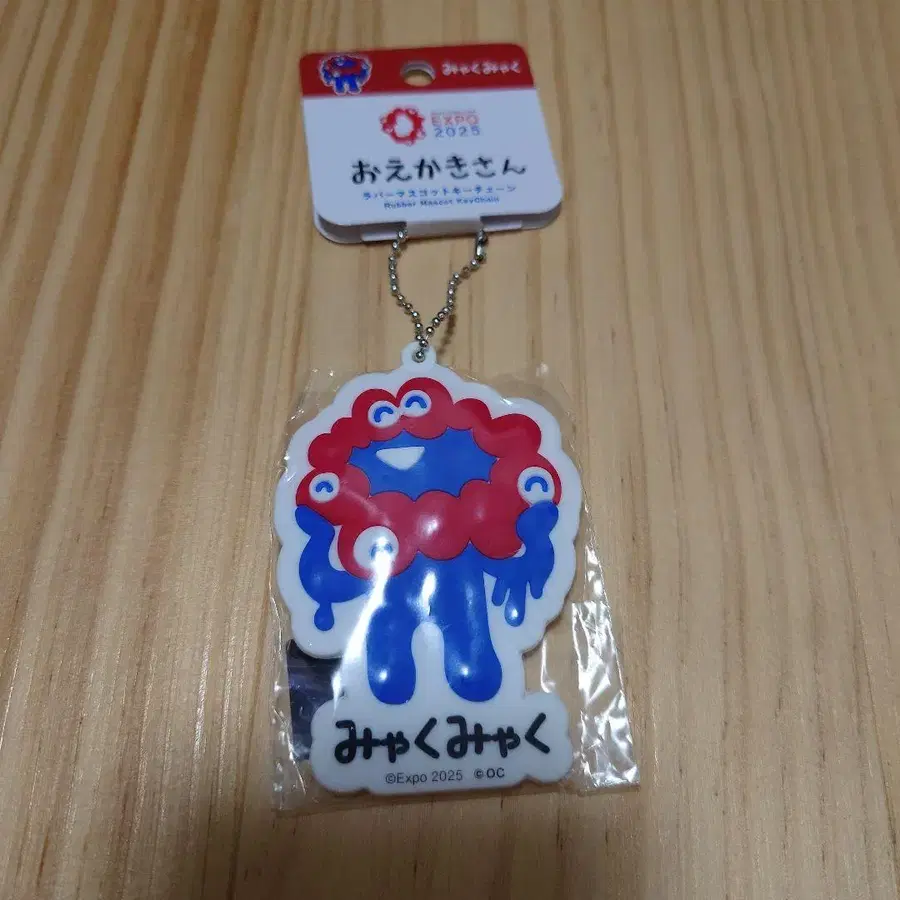 みゃくみゃく
EXPO
2025
おえかきさん
ラバーマスコットキーチェーン
Rubber Mascot KeyChain
みゃくみゃく
©Expo 2025 ©OC